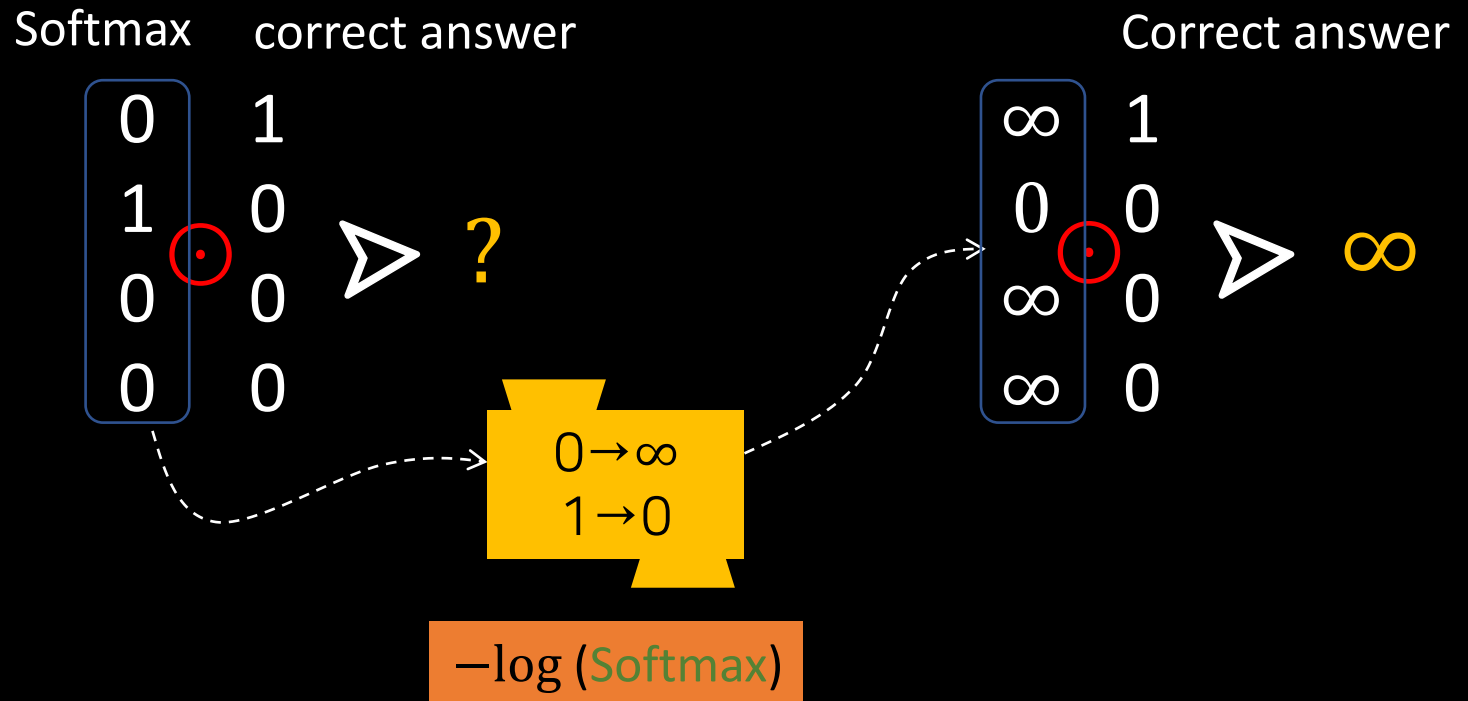 Softmax correct answer Correct answer
0 1 ∞ 1
1 0 0 0
? ∞
0 0 ∞ 0
0 0 ∞ 0
0→∞
1→0
−log (Softmax)